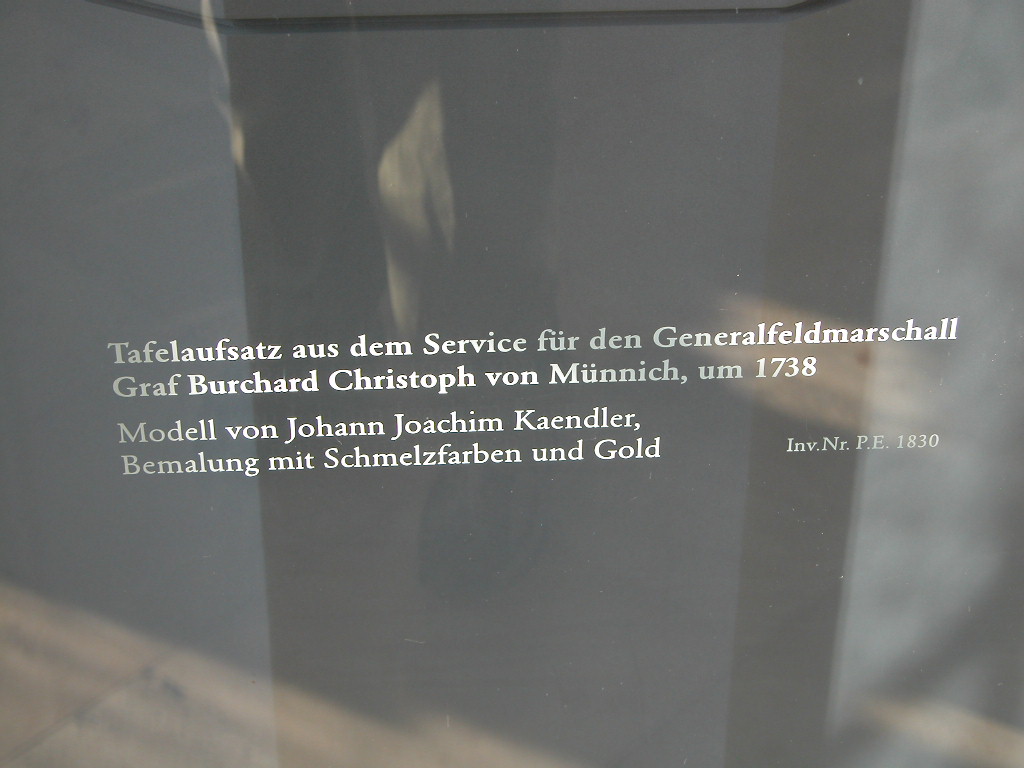 Tafelaufsatz aus dem Service für den Generalfeldmarschall
Graf Burchard Christoph von Münnich, um 1738
Modell von Johann Joachim Kaendler,
Bemalung mit Schmelzfarben und Gold
Inv.Nr. P.E. 1830